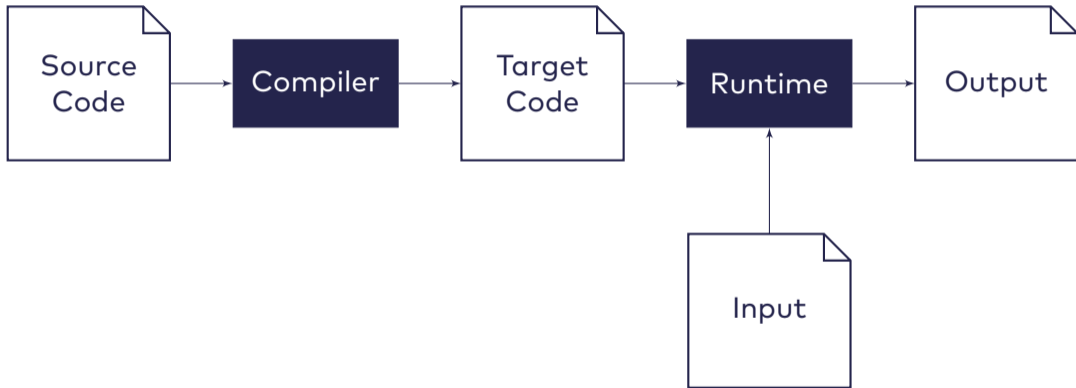 Source
Code
Compiler
Target
Code
Runtime
Output
Input